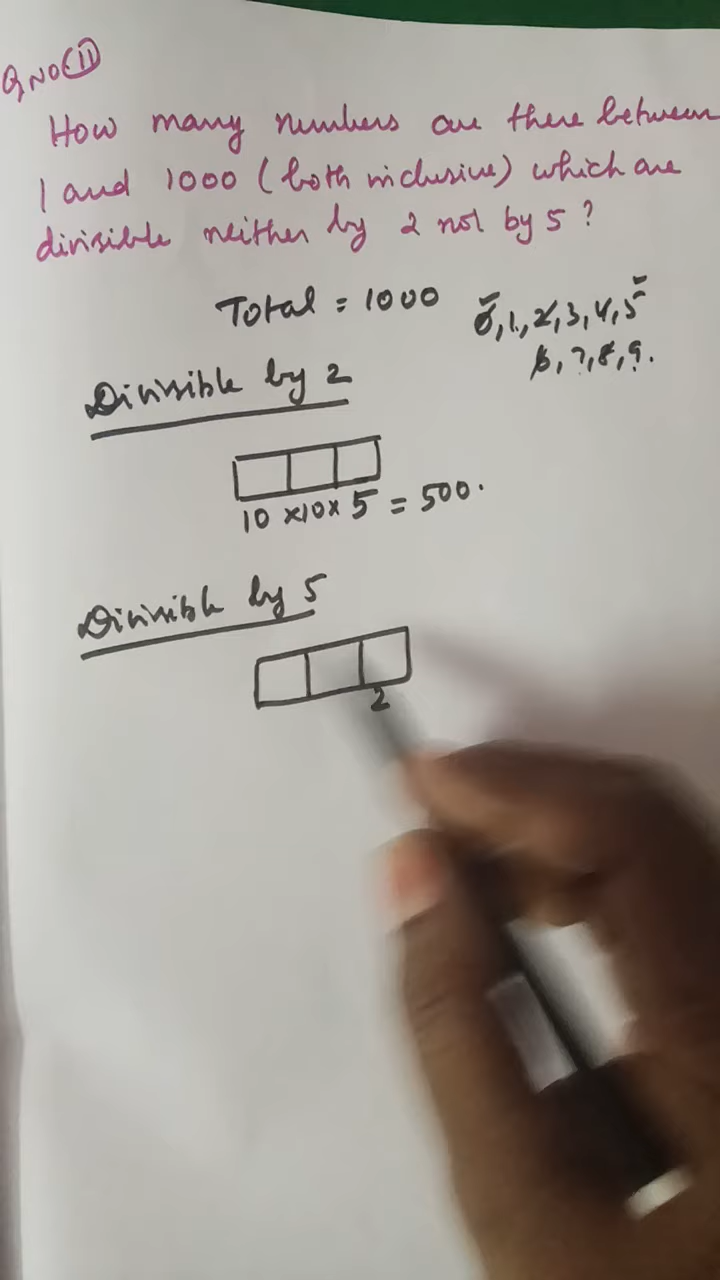 Q NO (11)
How many numbers are there between
1 and 1000 (both inclusive) which are
divisible neither by 2 not by 5?
Total = 1000
0, 1, 2, 3, 4, 5
6, 7, 8, 9.
Divisible by 2
10 × 10 × 5 = 500.
Divisible by 5
2